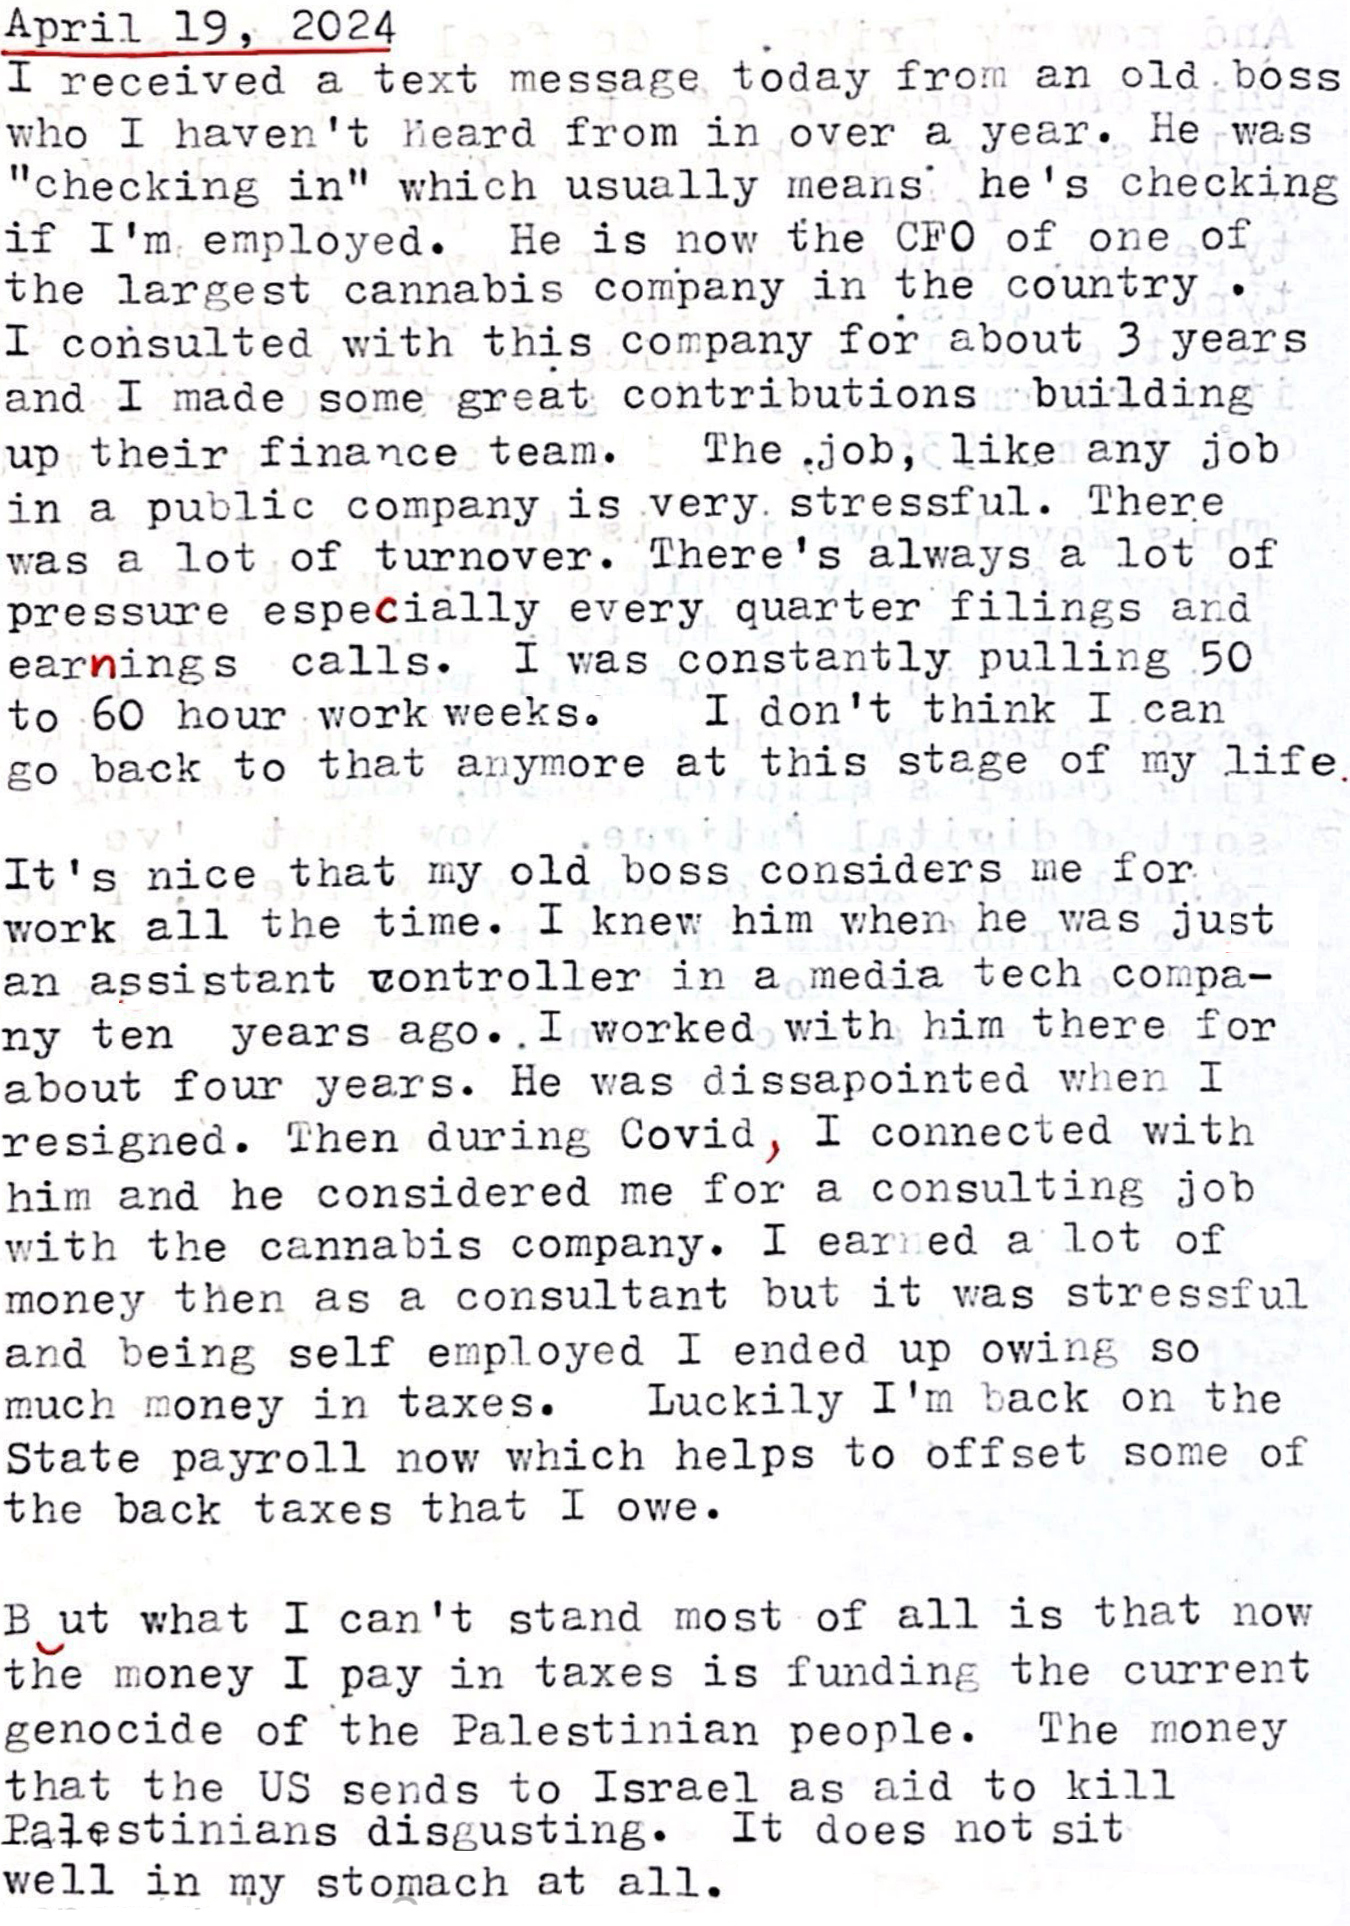 April 19, 2024
I received a text message today from an old boss
who I haven't heard from in over a year. He was
"checking in" which usually means he's checking
if I'm employed. He is now the CFO of one of
the largest cannabis company in the country .
I consulted with this company for about 3 years
and I made some great contributions building
up their finance team. The job, like any job
in a public company is very stressful. There
was a lot of turnover. There's always a lot of
pressure especially every quarter filings and
earnings calls. I was constantly pulling 50
to 60 hour work weeks. I don't think I can
go back to that anymore at this stage of my life.
It's nice that my old boss considers me for
work all the time. I knew him when he was just
an assistant controller in a media tech compa-
ny ten years ago. I worked with him there for
about four years. He was dissapointed when I
resigned. Then during Covid, I connected with
him and he considered me for a consulting job
with the cannabis company. I earned a lot of
money then as a consultant but it was stressful
and being self employed I ended up owing so
much money in taxes. Luckily I'm back on the
State payroll now which helps to offset some of
the back taxes that I owe.
B ut what I can't stand most of all is that now
the money I pay in taxes is funding the current
genocide of the Palestinian people. The money
that the US sends to Israel as aid to kill
Palestinians disgusting. It does not sit
well in my stomach at all.